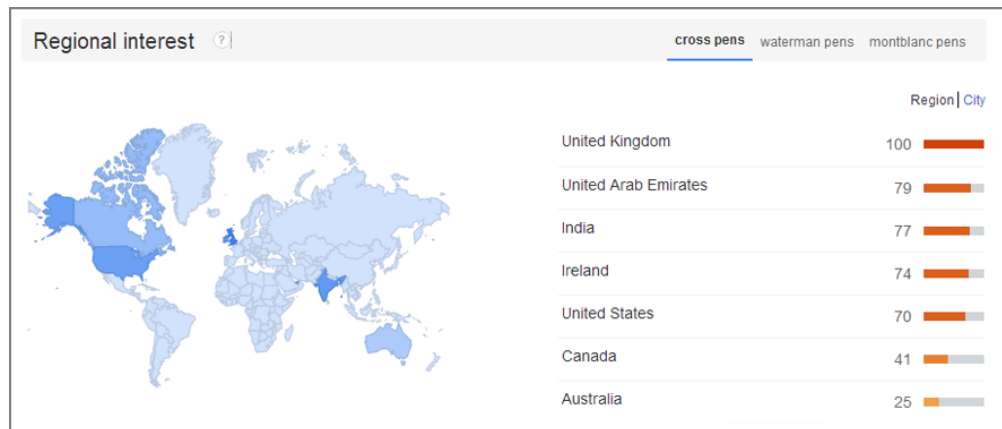 Regional interest ?
cross pens waterman pens montblanc pens
Region | City
United Kingdom 100
United Arab Emirates 79
India 77
Ireland 74
United States 70
Canada 41
Australia 25